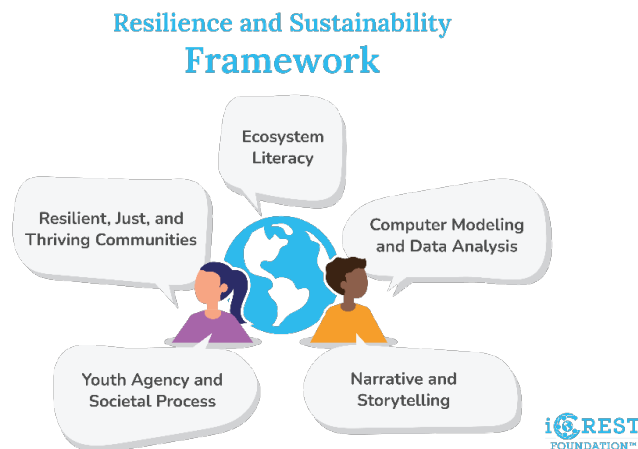 Resilience and Sustainability
Framework
Ecosystem
Literacy
Resilient, Just, and
Thriving Communities
Computer Modeling
and Data Analysis
Youth Agency and
Societal Process
Narrative and
Storytelling
iCREST
FOUNDATION™